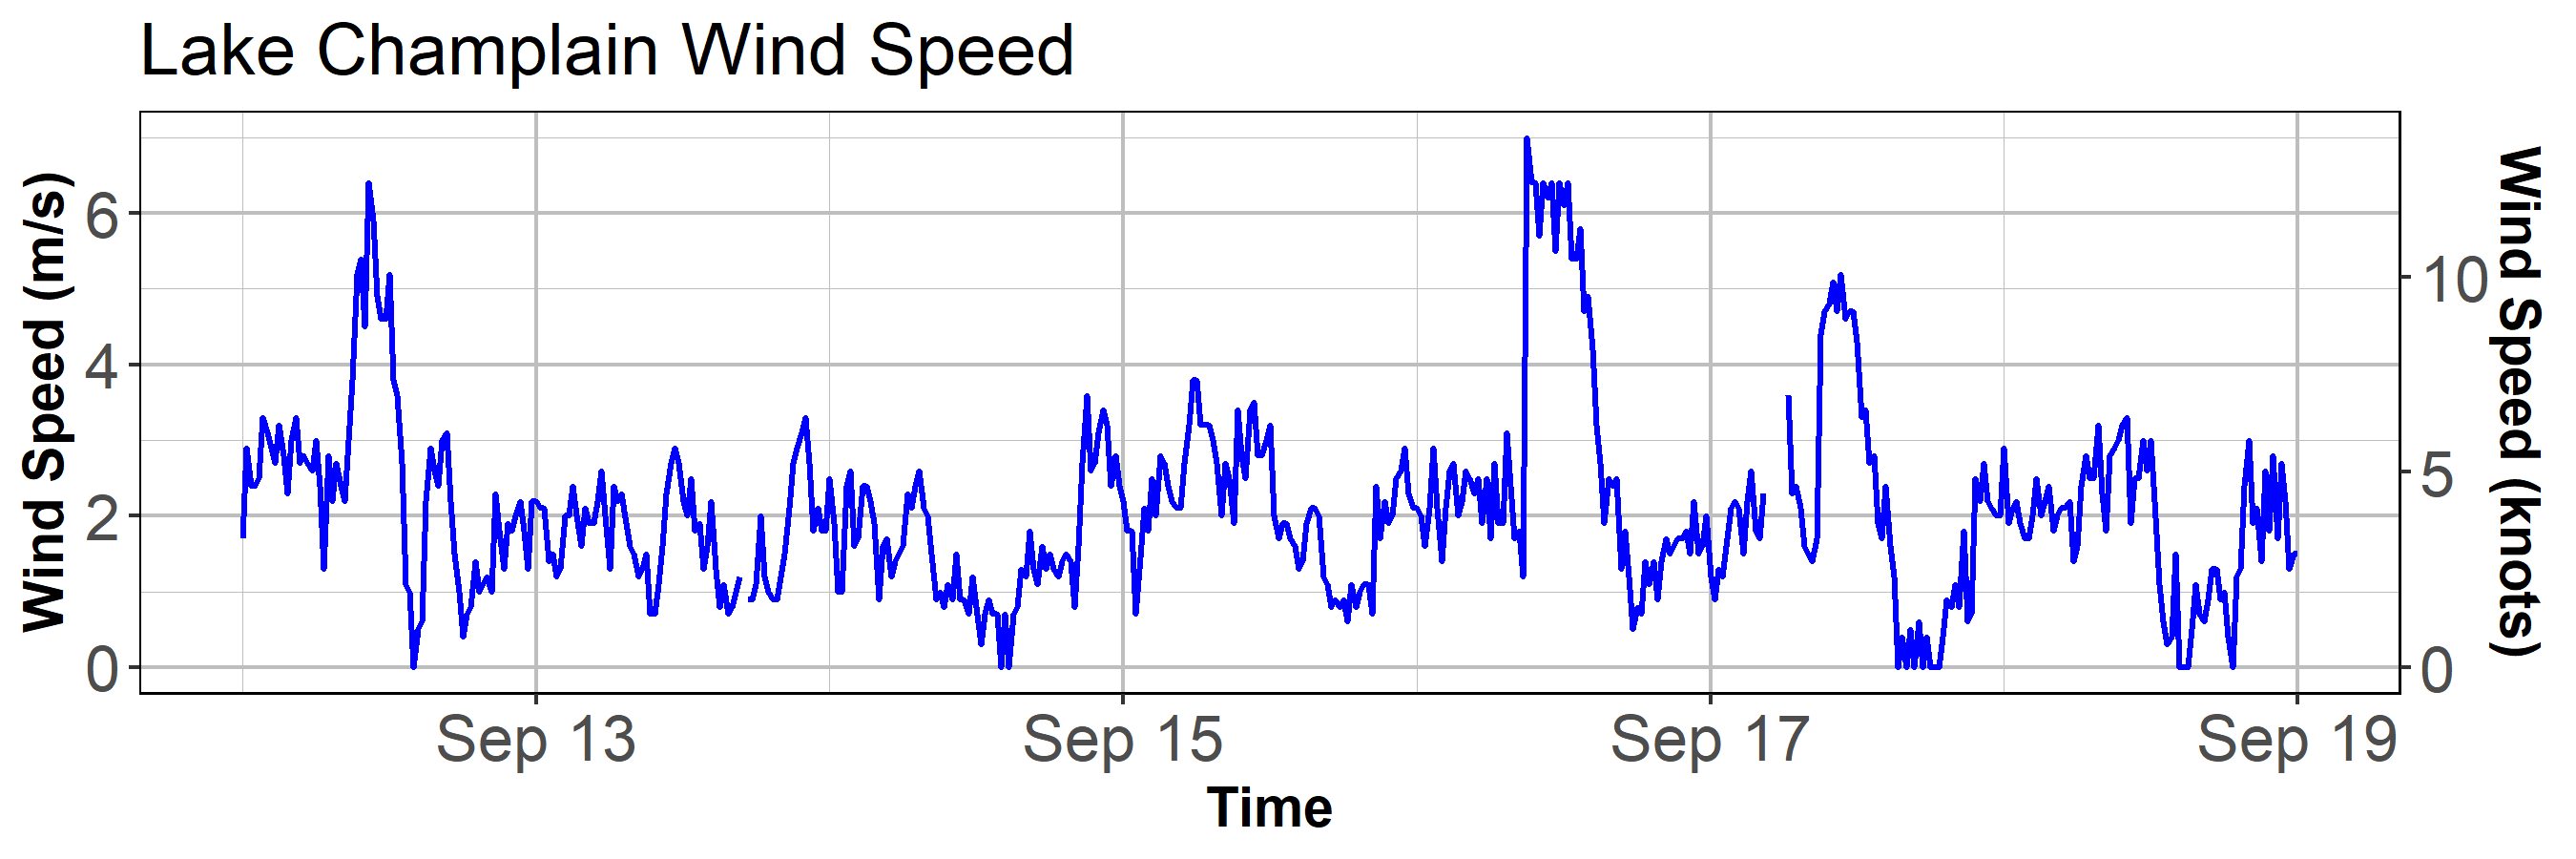 Lake Champlain Wind Speed
Wind Speed (m/s)
6
4
2
0
Wind Speed (knots)
10
5
0
Sep 13
Sep 15
Sep 17
Sep 19
Time